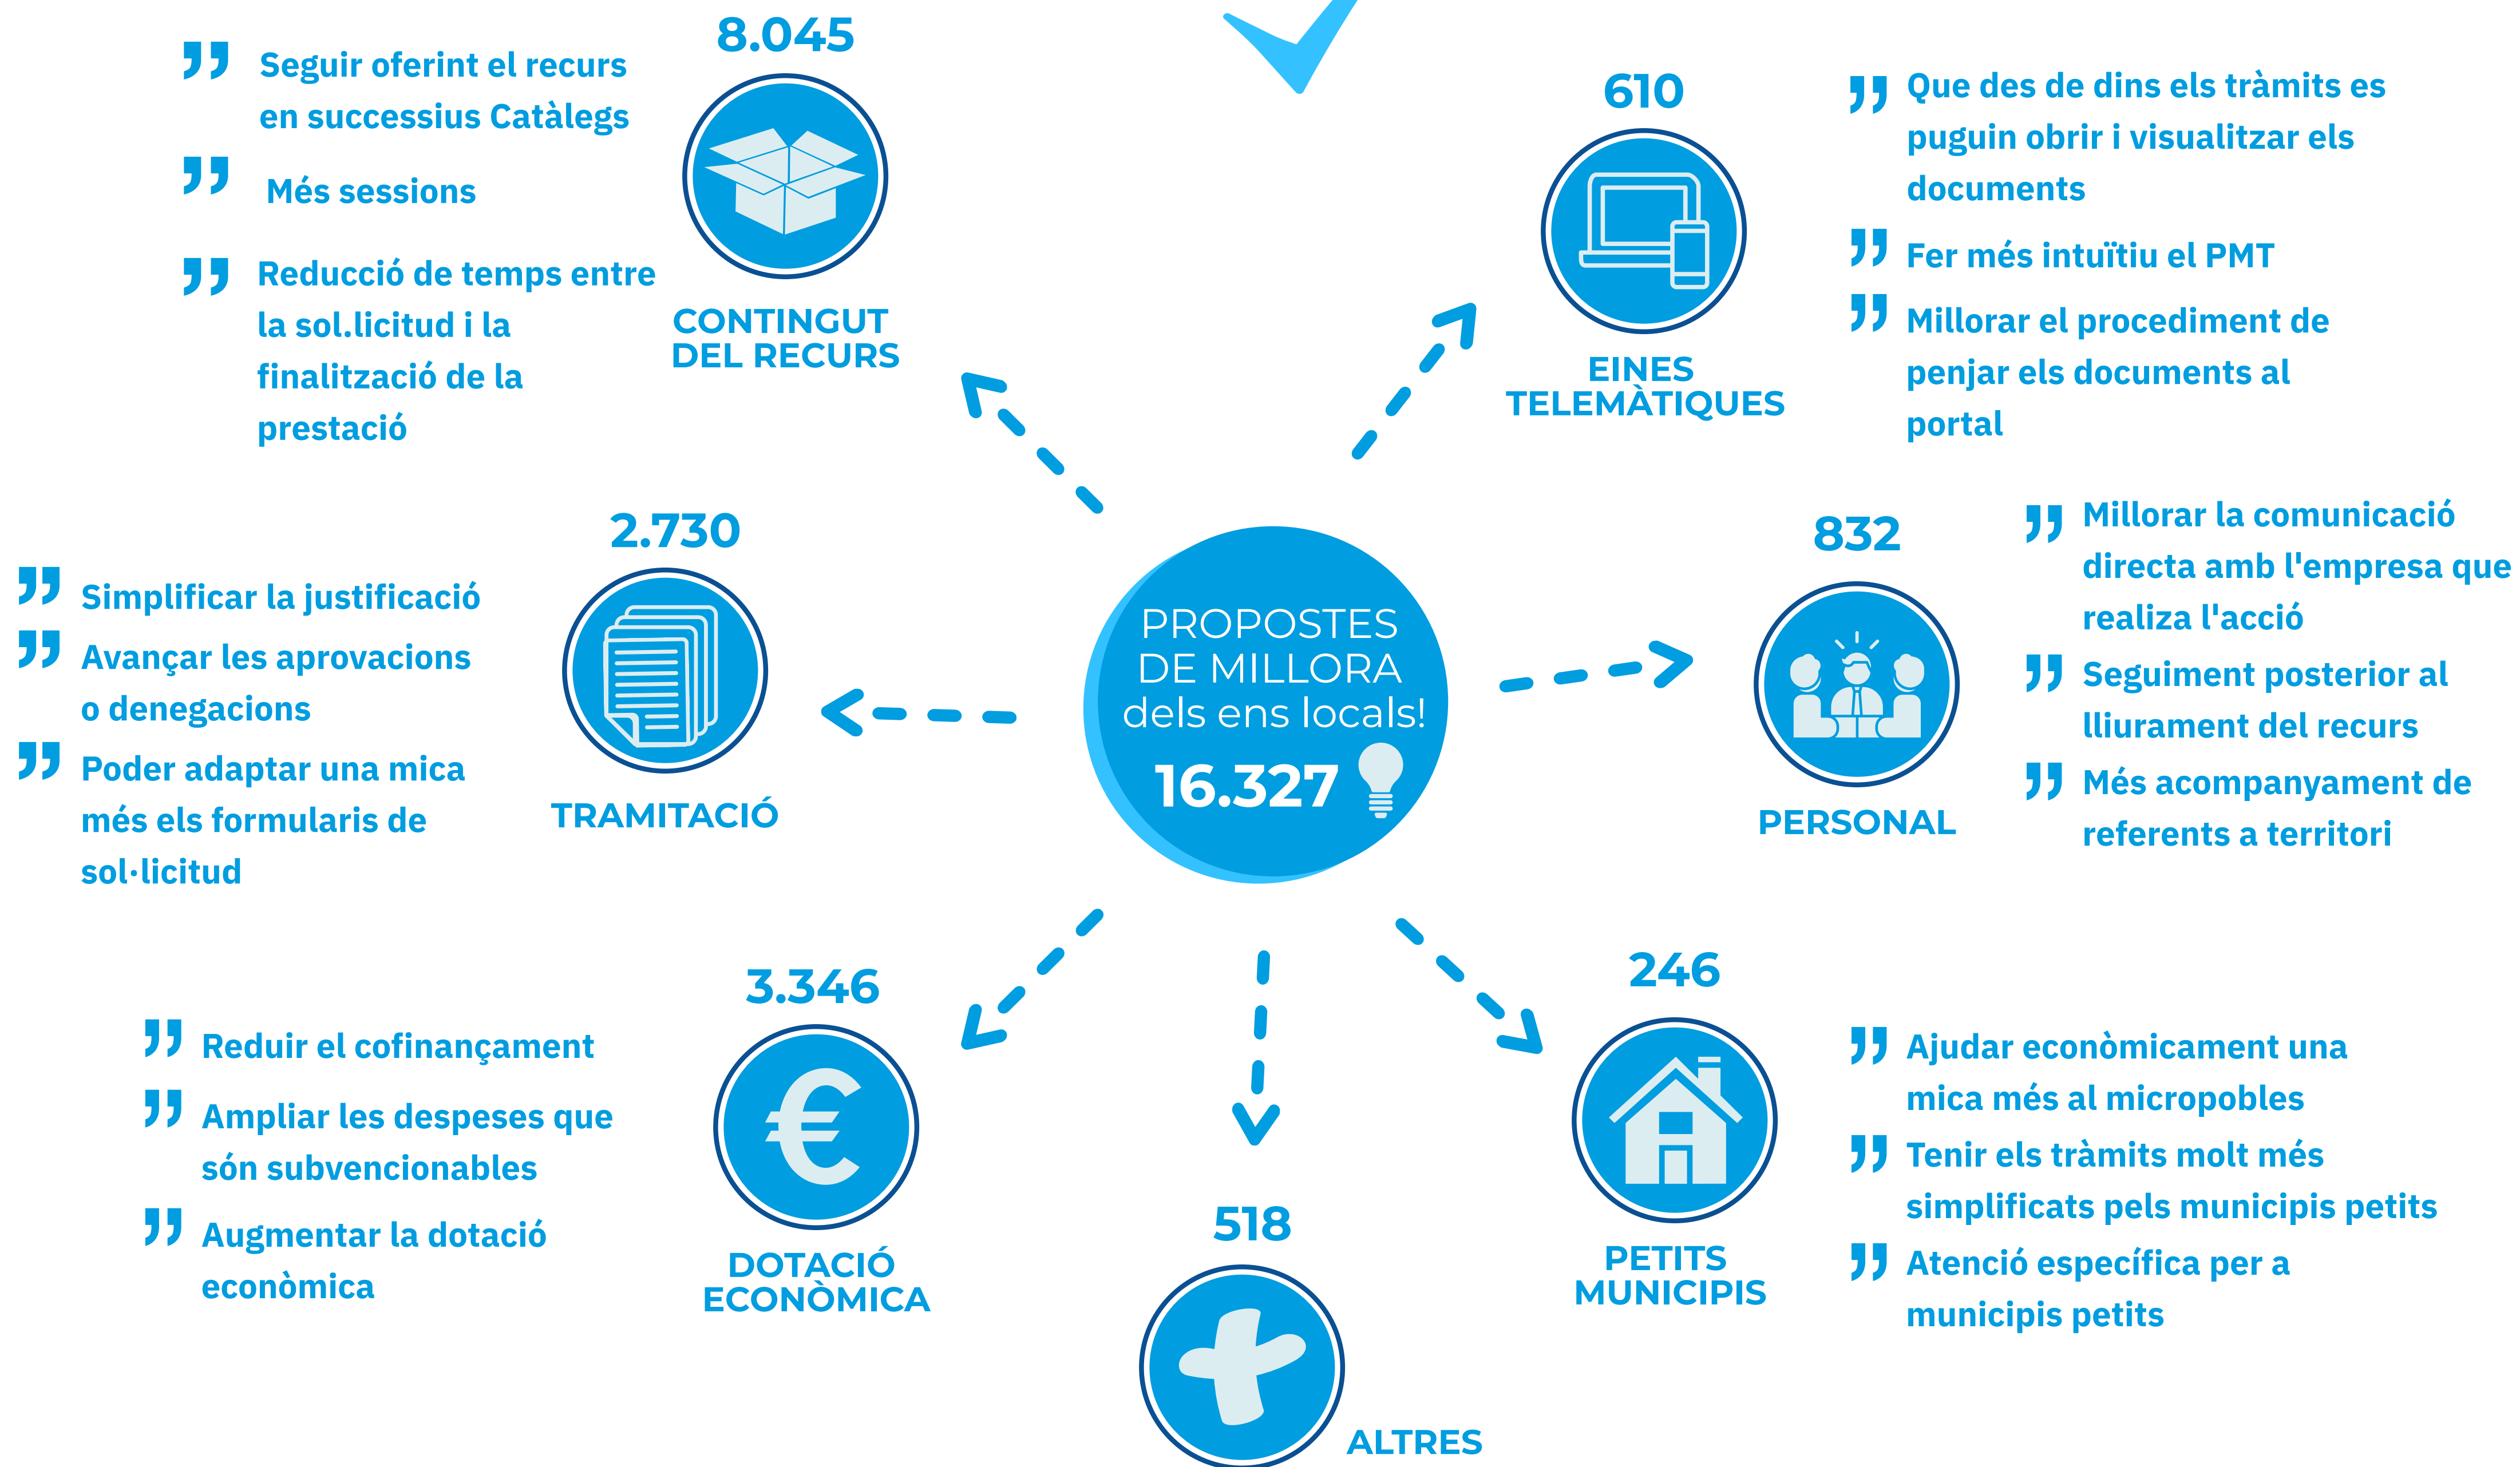 8.045
Seguir oferint el recurs
en successius Catàlegs
Més sessions
Reducció de temps entre
la sol.licitud i la
finalització de la
prestació
CONTINGUT
DEL RECURS
610
Que des de dins els tràmits es
puguin obrir i visualitzar els
documents
Fer més intuïtiu el PMT
Millorar el procediment de
penjar els documents al
portal
EINES
TELEMÀTIQUES
2.730
Simplificar la justificació
Avançar les aprovacions
o denegacions
Poder adaptar una mica
més els formularis de
sol·licitud
TRAMITACIÓ
PROPOSTES
DE MILLORA
dels ens locals!
16.327
832
Millorar la comunicació
directa amb l'empresa que
realiza l'acció
Seguiment posterior al
lliurament del recurs
Més acompanyament de
referents a territori
PERSONAL
3.346
Reduir el cofinançament
Ampliar les despeses que
són subvencionables
Augmentar la dotació
econòmica
DOTACIÓ
ECONÒMICA
246
Ajudar econòmicament una
mica més al micropobles
Tenir els tràmits molt més
simplificats pels municipis petits
Atenció específica per a
municipis petits
PETITS
MUNICIPIS
518
ALTRES